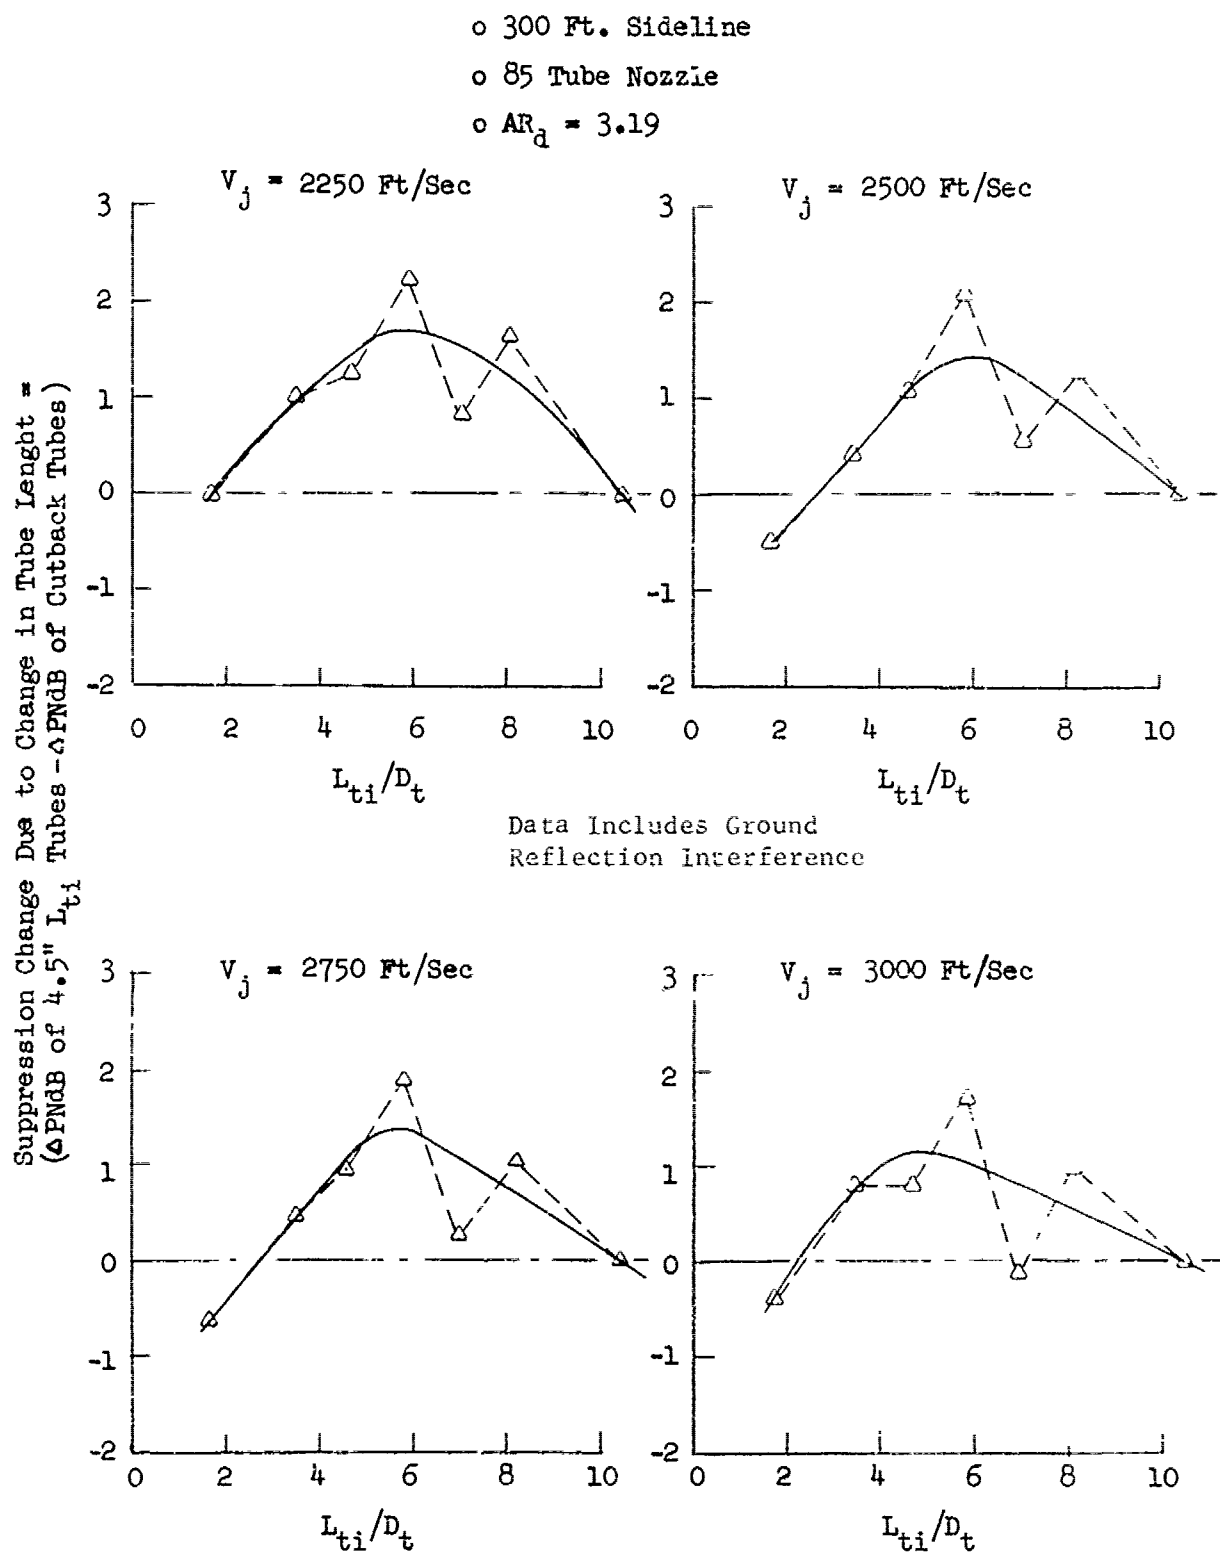 o 300 Ft. Sideline
o 85 Tube Nozzle
o AR_d = 3.19
Suppression Change Due to Change in Tube Lenght =
(ΔPNdB of 4.5" L_ti Tubes -ΔPNdB of Cutback Tubes)
V_j = 2250 Ft/Sec
3
2
1
0
-1
-2
0 2 4 6 8 10
L_ti/D_t
V_j = 2500 Ft/Sec
3
2
1
0
-1
-2
0 2 4 6 8 10
L_ti/D_t
Data Includes Ground
Reflection Interference
V_j = 2750 Ft/Sec
3
2
1
0
-1
-2
0 2 4 6 8 10
L_ti/D_t
V_j = 3000 Ft/Sec
3
2
1
0
-1
-2
0 2 4 6 8 10
L_ti/D_t